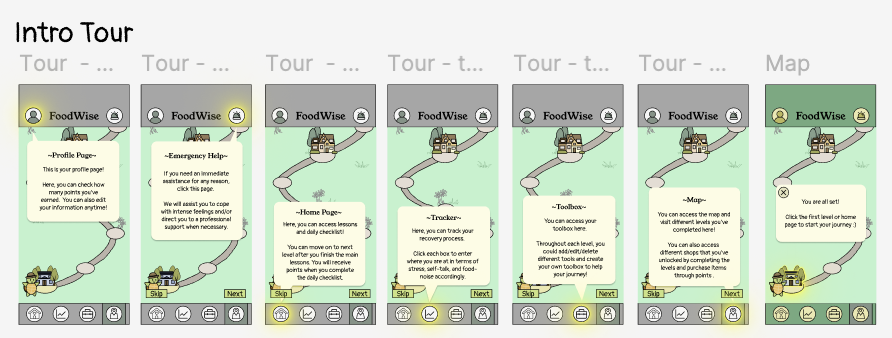 Intro Tour
Tour - ...
Tour - ...
Tour - ...
Tour - t...
Tour - t...
Tour - ...
Map
FoodWise
~Profile Page~
This is your profile page!
Here, you can check how
many points you've
earned. You can also edit
your information anytime!
FoodWise
~Emergency Help~
If you need an immediate
assistance for any reason,
click this page.
We will assist you to cope
with intense feelings and/or
direct you to a professional
support when necessary.
Skip
Next
FoodWise
~Home Page~
Here, you can access lessons
and daily checklist!
You can move on to next
level after you finish the main
lessons. You will receive
points when you complete
the daily checklist.
Skip
Next
FoodWise
~Tracker~
Here, you can track your
recovery process.
Click each box to enter
where you are at in terms of
stress, self-talk, and food-
noise accordingly.
Skip
Next
FoodWise
~Toolbox~
You can access your
toolbox here.
Throughout each level, you
could add/edit/delete
different tools and create
your own toolbox to help
your journey!
Skip
Next
FoodWise
~Map~
You can access the map and
visit different levels you've
completed here!
You can also access
different shops that you've
unlocked by completing the
levels and purchase items
through points.
Skip
Next
FoodWise
You are all set!
Click the first level or home
page to start your journey :)